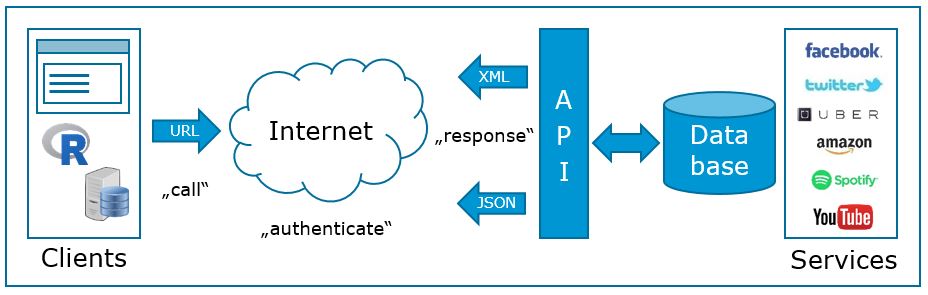 R
Clients
URL
„call“
Internet
„authenticate“
XML
„response“
JSON
A
P
I
Data
base
facebook.
twitter
UBER
amazon
Spotify
YouTube
Services